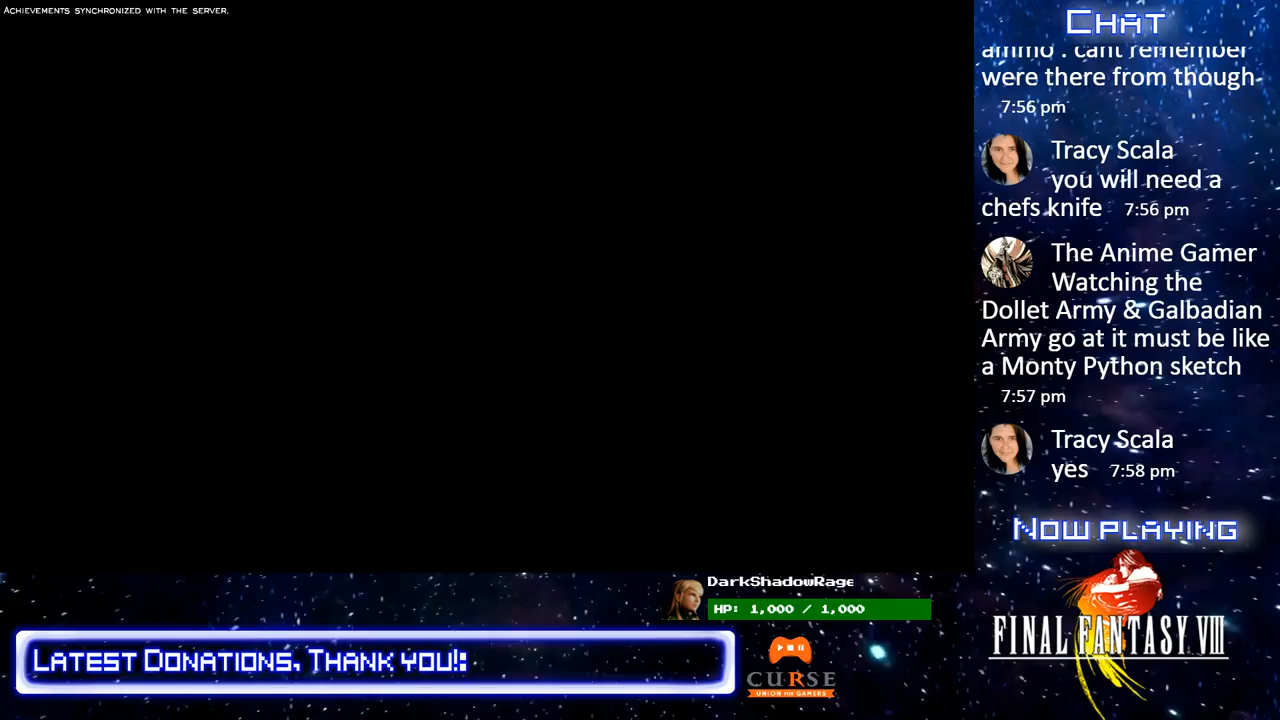 Achievements synchronized with the server.
Chat
ammo . cant remember
were there from though
7:56 pm
Tracy Scala
you will need a
chefs knife 7:56 pm
The Anime Gamer
Watching the
Dollet Army & Galbadian
Army go at it must be like
a Monty Python sketch
7:57 pm
Tracy Scala
yes 7:58 pm
Now playing
FINAL FANTASY VIII
DarkShadowRage
HP: 1,000 / 1,000
Latest Donations, Thank you!:
CURSE
UNION FOR GAMERS